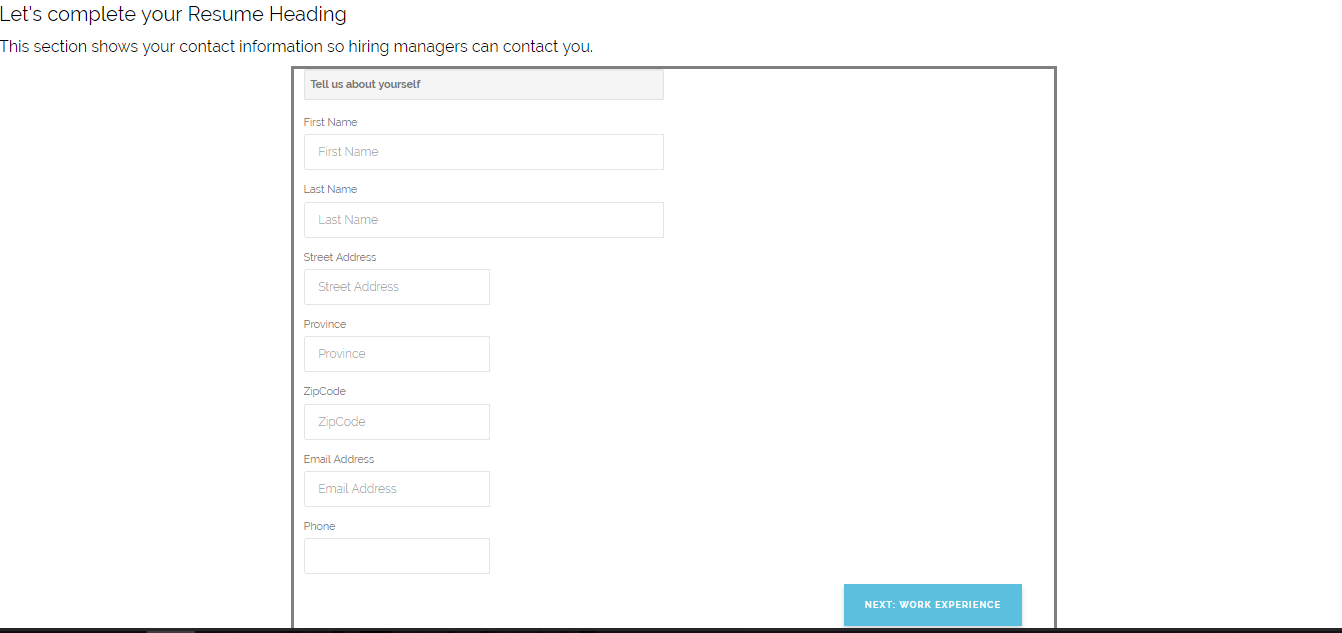 Let's complete your Resume Heading
This section shows your contact information so hiring managers can contact you.
Tell us about yourself
First Name
First Name
Last Name
Last Name
Street Address
Street Address
Province
Province
ZipCode
ZipCode
Email Address
Email Address
Phone
NEXT: WORK EXPERIENCE